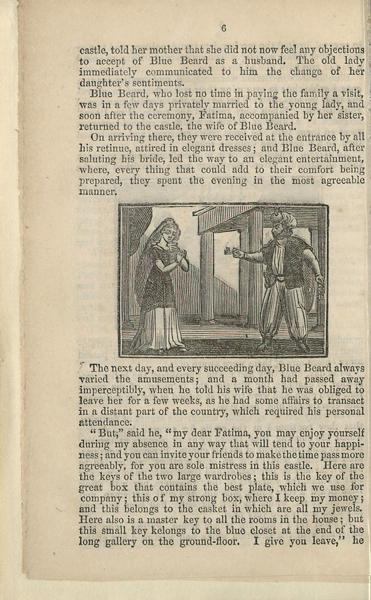 6
castle, told her mother that she did not now feel any objections
to accept of Blue Beard as a husband. The old lady
immediately communicated to him the change of her
daughter's sentiments.
Blue Beard, who lost no time in paying the family a visit,
was in a few days privately married to the young lady, and
soon after the ceremony, Fatima, accompanied by her sister,
returned to the castle, the wife of Blue Beard.
On arriving there, they were received at the entrance by all
his retinue, attired in elegant dresses; and Blue Beard, after
saluting his bride, led the way to an elegant entertainment,
where, every thing that could add to their comfort being
prepared, they spent the evening in the most agreeable
manner.
The next day, and every succeeding day, Blue Beard always
varied the amusements; and a month had passed away
imperceptibly, when he told his wife that he was obliged to
leave her for a few weeks, as he had some affairs to transact
in a distant part of the country, which required his personal
attendance.
"But," said he, "my dear Fatima, you may enjoy yourself
during my absence in any way that will tend to your happi-
ness; and you can invite your friends to make the time pass more
agreeably, for you are sole mistress in this castle. Here are
the keys of the two large wardrobes; this is the key of the
great box that contains the best plate, which we use for
company; this of my strong box, where I keep my money;
and this belongs to the casket in which are all my jewels.
Here also is a master key to all the rooms in the house; but
this small key kelongs to the blue closet at the end of the
long gallery on the ground-floor. I give you leave," he